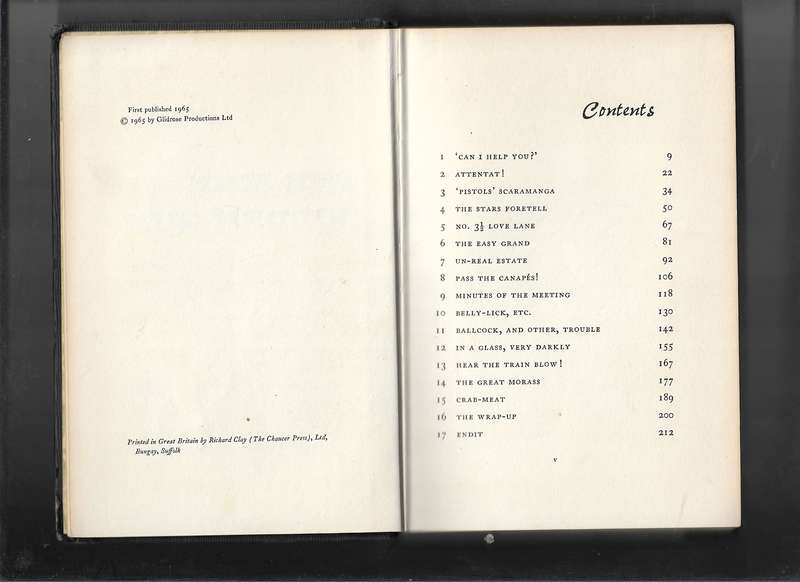 First published 1965
© 1965 by Glidrose Productions Ltd
Printed in Great Britain by Richard Clay (The Chaucer Press), Ltd,
Bungay, Suffolk
Contents
1 ‘CAN I HELP YOU?’ 9
2 ATTENTAT! 22
3 ‘PISTOLS’ SCARAMANGA 34
4 THE STARS FORETELL 50
5 NO. 3½ LOVE LANE 67
6 THE EASY GRAND 81
7 UN-REAL ESTATE 92
8 PASS THE CANAPÉS! 106
9 MINUTES OF THE MEETING 118
10 BELLY-LICK, ETC. 130
11 BALLCOCK, AND OTHER, TROUBLE 142
12 IN A GLASS, VERY DARKLY 155
13 HEAR THE TRAIN BLOW! 167
14 THE GREAT MORASS 177
15 CRAB-MEAT 189
16 THE WRAP-UP 200
17 ENDIT 212
v